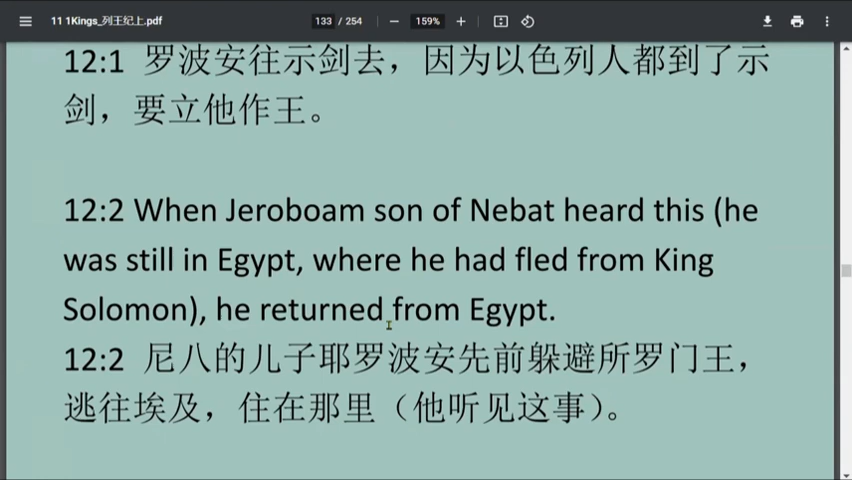 11 1Kings_列王纪上.pdf
133 / 254
159%
12:1 罗波安往示剑去，因为以色列人都到了示
剑，要立他作王。
12:2 When Jeroboam son of Nebat heard this (he
was still in Egypt, where he had fled from King
Solomon), he returned from Egypt.
12:2 尼八的儿子耶罗波安先前躲避所罗门王，
逃往埃及，住在那里（他听见这事）。